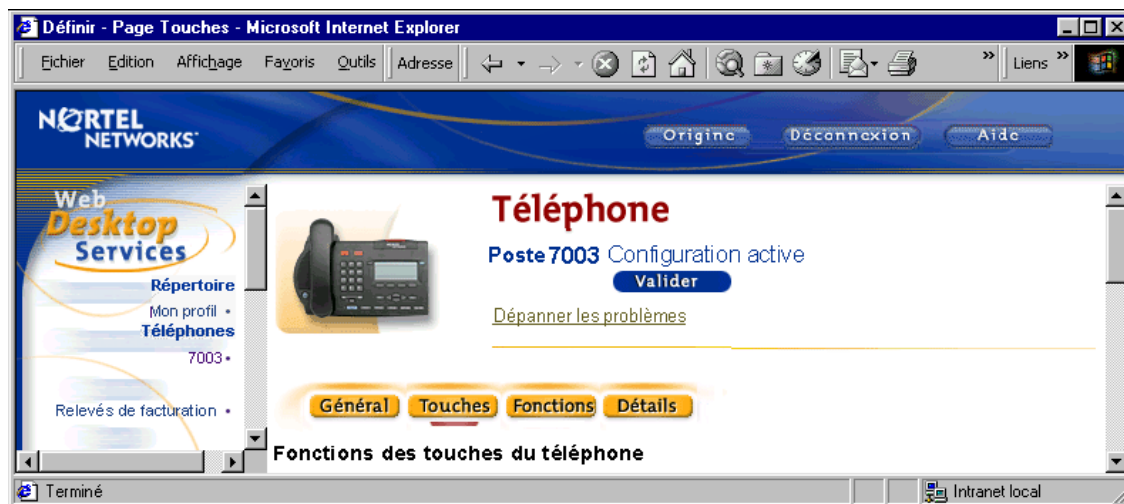 Définir - Page Touches - Microsoft Internet Explorer
Fichier Edition Affichage Favoris Outils Adresse » Liens »
NORTEL
NETWORKS
Origine Déconnexion Aide
Web
Desktop
Services
Répertoire
Mon profil •
Téléphones
7003 •
Relevés de facturation •
Téléphone
Poste 7003 Configuration active
Valider
Dépanner les problèmes
Général Touches Fonctions Détails
Fonctions des touches du téléphone
Terminé Intranet local